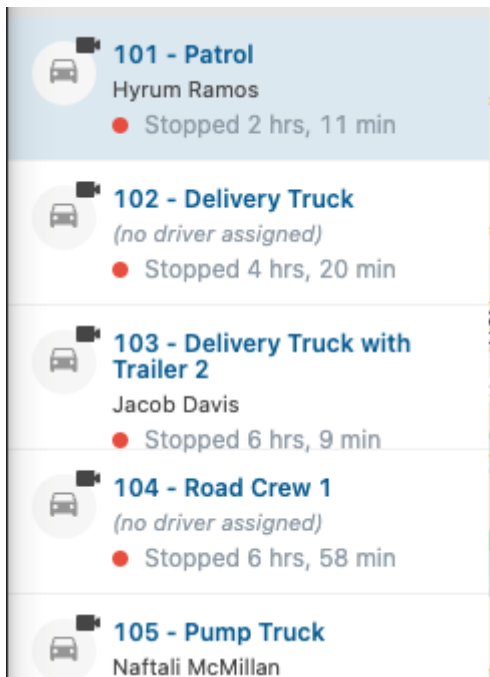 101 - Patrol
Hyrum Ramos
Stopped 2 hrs, 11 min
102 - Delivery Truck
(no driver assigned)
Stopped 4 hrs, 20 min
103 - Delivery Truck with
Trailer 2
Jacob Davis
Stopped 6 hrs, 9 min
104 - Road Crew 1
(no driver assigned)
Stopped 6 hrs, 58 min
105 - Pump Truck
Naftali McMillan